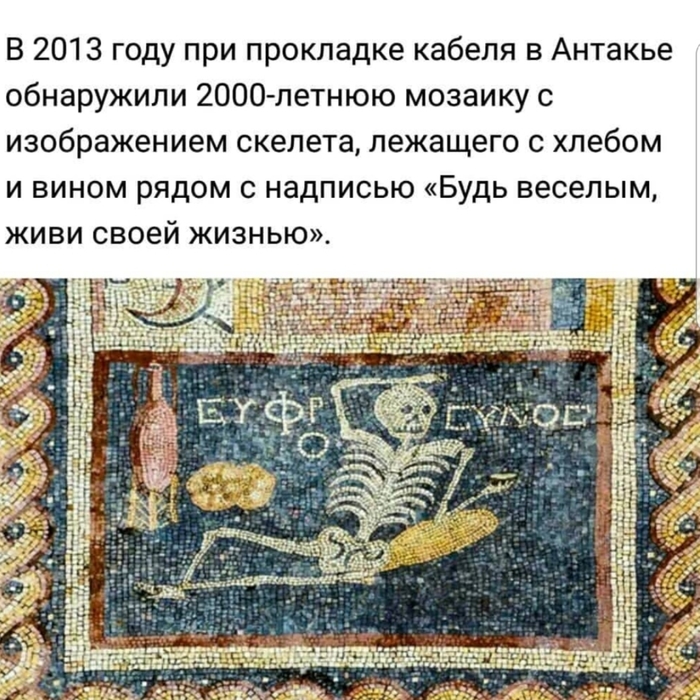 В 2013 году при прокладке кабеля в Антакье
обнаружили 2000-летнюю мозаику с
изображением скелета, лежащего с хлебом
и вином рядом с надписью «Будь веселым,
живи своей жизнью».
ΕΥΦΡ
Ο
CΥΝΟC